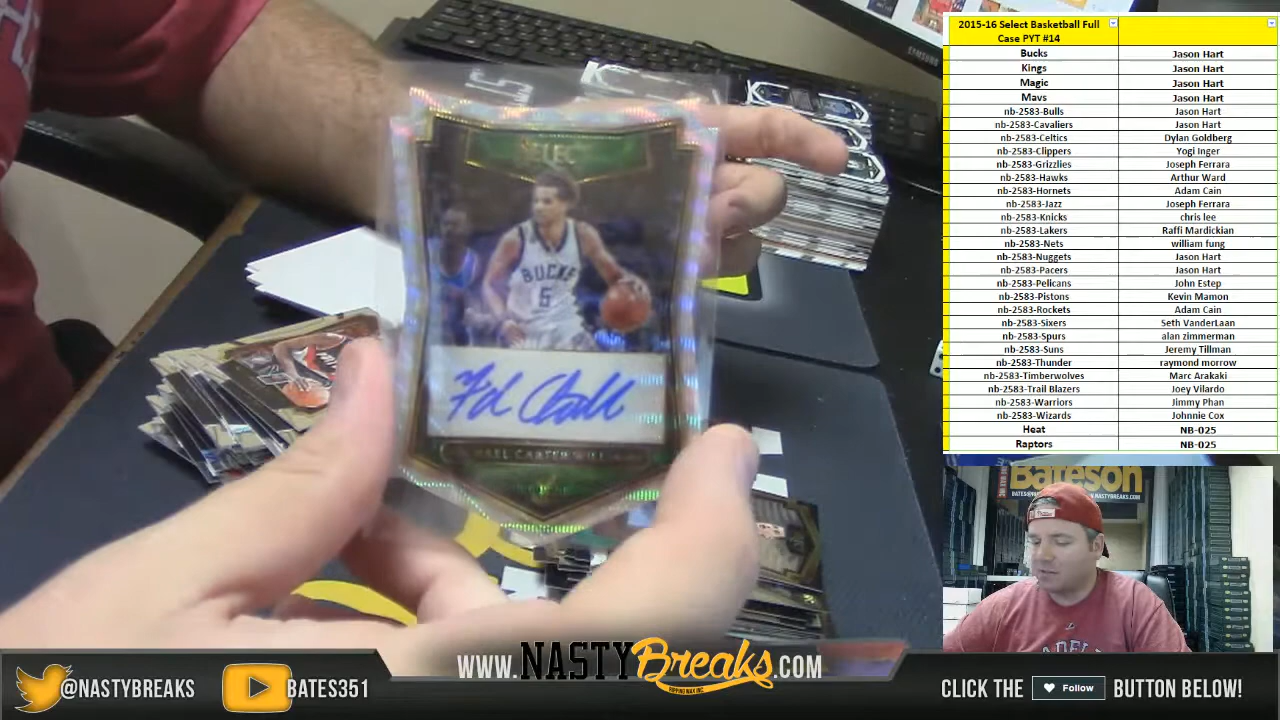 2015-16 Select Basketball Full
Case PYT #14
Bucks Jason Hart
Kings Jason Hart
Magic Jason Hart
Mavs Jason Hart
nb-2583-Bulls Jason Hart
nb-2583-Cavaliers Jason Hart
nb-2583-Celtics Dylan Goldberg
nb-2583-Clippers Yogi Inger
nb-2583-Grizzlies Joseph Ferrara
nb-2583-Hawks Arthur Ward
nb-2583-Hornets Adam Cain
nb-2583-Jazz Joseph Ferrara
nb-2583-Knicks chris lee
nb-2583-Lakers Raffi Mardickian
nb-2583-Nets william fung
nb-2583-Nuggets Jason Hart
nb-2583-Pacers Jason Hart
nb-2583-Pelicans John Estep
nb-2583-Pistons Kevin Mamon
nb-2583-Rockets Adam Cain
nb-2583-Sixers Seth VanderLaan
nb-2583-Spurs alan zimmerman
nb-2583-Suns Jeremy Tillman
nb-2583-Thunder raymond morrow
nb-2583-Timberwolves Marc Arakaki
nb-2583-Trail Blazers Joey Vilardo
nb-2583-Warriors Jimmy Phan
nb-2583-Wizards Johnnie Cox
Heat NB-025
Raptors NB-025
SAMSUNG
BUCKS
5
Bateson
@NASTYBREAKS
BATES351
WWW.NASTYBreaks.COM
RIPPING WAX INC.
CLICK THE Follow BUTTON BELOW!